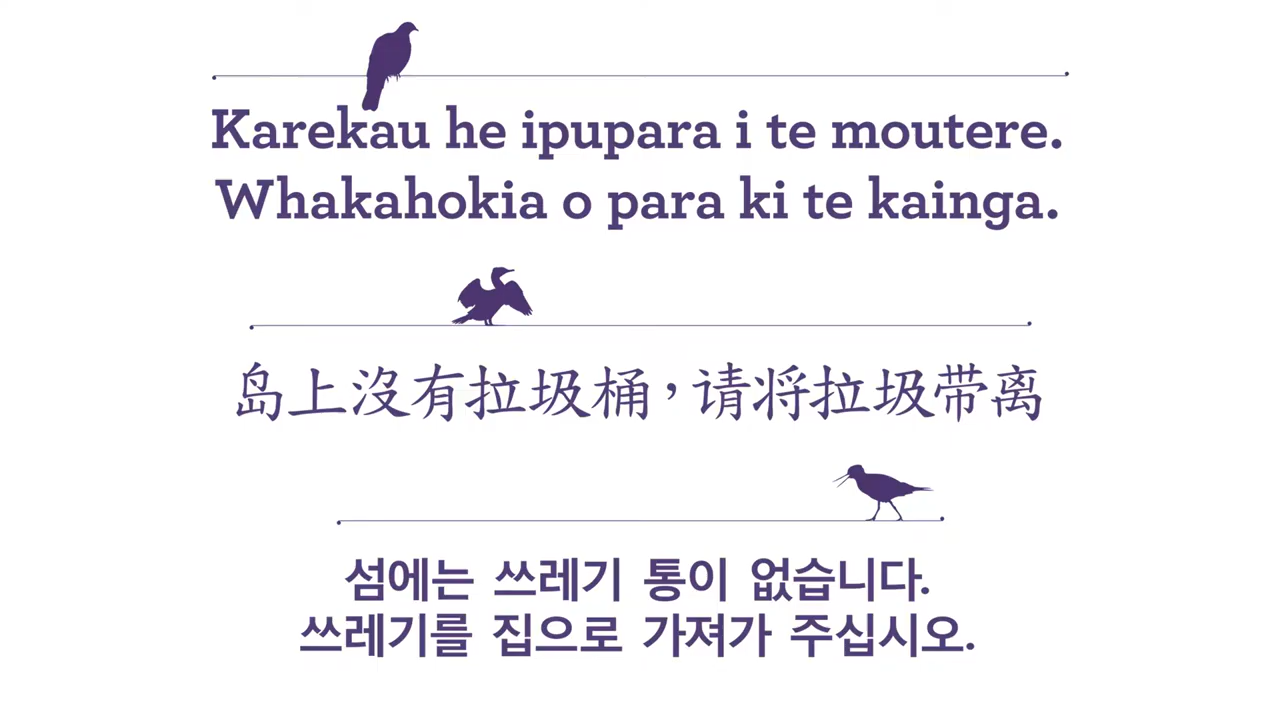 Karekau he ipupara i te moutere.
Whakahokia o para ki te kainga.
岛上沒有拉圾桶，请将拉圾带离
섬에는 쓰레기 통이 없습니다.
쓰레기를 집으로 가져가 주십시오.